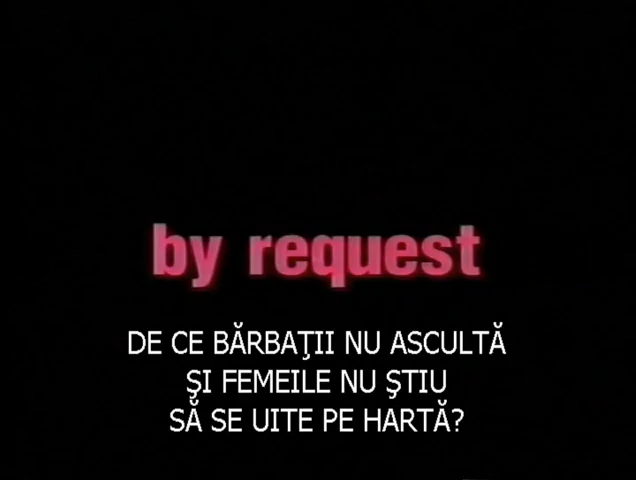 by request
DE CE BĂRBAŢII NU ASCULTĂ
ŞI FEMEILE NU ŞTIU
SĂ SE UITE PE HARTĂ?